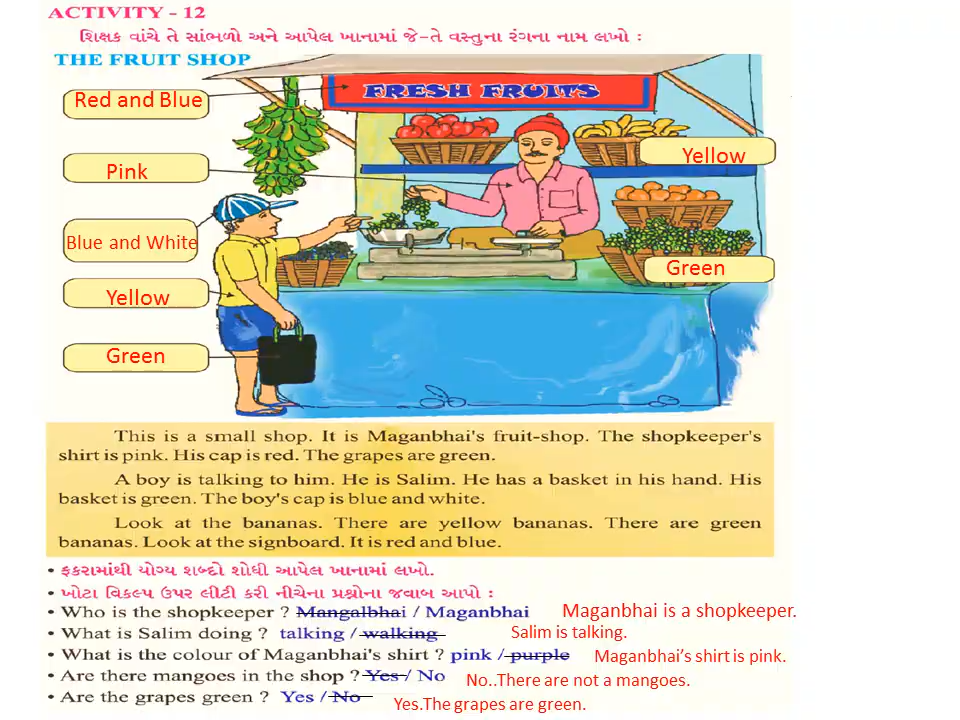 ACTIVITY - 12
શિક્ષક વાંચે તે સાંભળો અને આપેલ ખાનામાં જે-તે વસ્તુના રંગના નામ લખો :
THE FRUIT SHOP
FRESH FRUITS
Red and Blue
Yellow
Pink
Blue and White
Green
Yellow
Green
This is a small shop. It is Maganbhai's fruit-shop. The shopkeeper's
shirt is pink. His cap is red. The grapes are green.
A boy is talking to him. He is Salim. He has a basket in his hand. His
basket is green. The boy's cap is blue and white.
Look at the bananas. There are yellow bananas. There are green
bananas. Look at the signboard. It is red and blue.
• ફકરામાંથી યોગ્ય શબ્દો શોધી આપેલ ખાનામાં લખો.
• ખોટા વિકલ્પ ઉપર લીટી કરી નીચેના પ્રશ્નોના જવાબ આપો :
• Who is the shopkeeper ? Mangalbhai / Maganbhai Maganbhai is a shopkeeper.
• What is Salim doing ? talking / walking Salim is talking.
• What is the colour of Maganbhai's shirt ? pink / purple Maganbhai's shirt is pink.
• Are there mangoes in the shop ? Yes / No No..There are not a mangoes.
• Are the grapes green ? Yes / No Yes.The grapes are green.